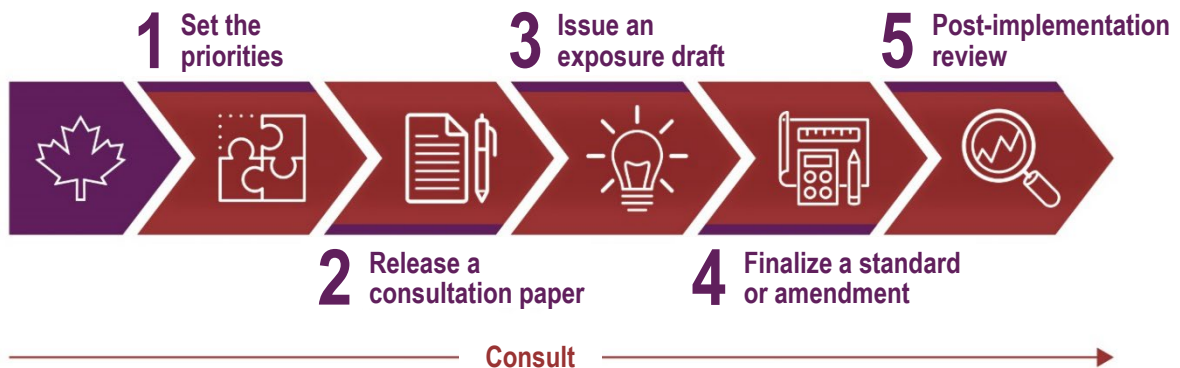 1 Set the
priorities
2 Release a
consultation paper
3 Issue an
exposure draft
4 Finalize a standard
or amendment
5 Post-implementation
review
Consult